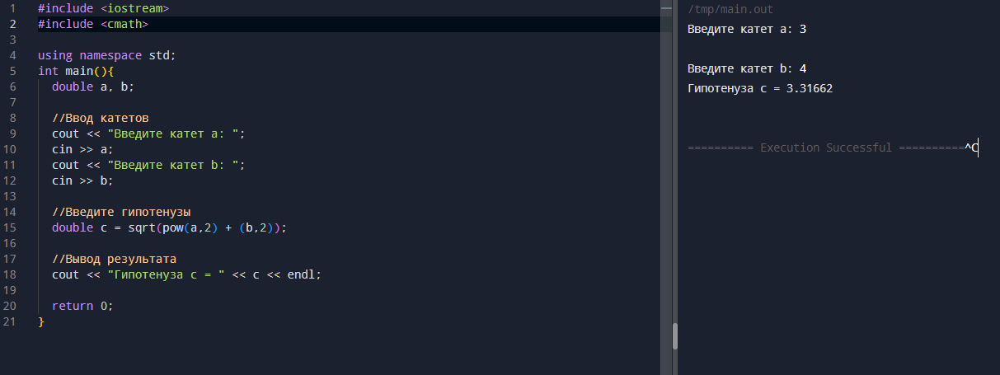 1 #include <iostream>
2 #include <cmath>
3
4 using namespace std;
5 int main(){
6   double a, b;
7
8   //Ввод катетов
9   cout << "Введите катет a: ";
10   cin >> a;
11   cout << "Введите катет b: ";
12   cin >> b;
13
14   //Введите гипотенузы
15   double c = sqrt(pow(a,2) + (b,2));
16
17   //Вывод результата
18   cout << "Гипотенуза c = " << c << endl;
19
20   return 0;
21 }
/tmp/main.out
Введите катет a: 3
Введите катет b: 4
Гипотенуза c = 3.31662
========== Execution Successful ==========^C